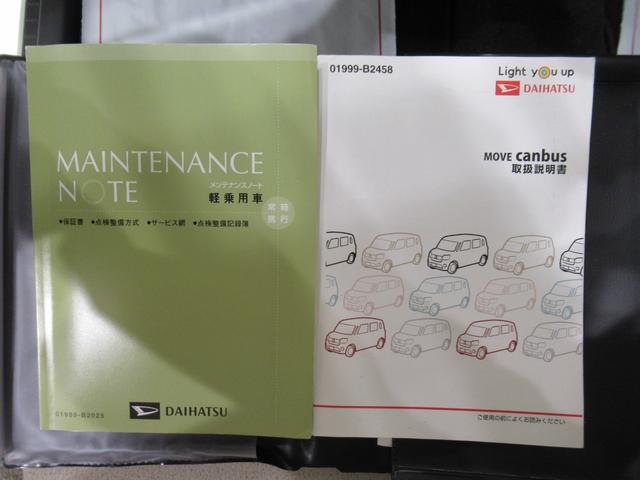 MAINTENANCE
NOTE
メンテナンスノート
軽乗用車
常時
携行
●保証書 ●点検整備方式 ●サービス網 ●点検整備記録簿
01999-B2025
DAIHATSU
01999-B2458
Light you up
DAIHATSU
MOVE canbus
取扱説明書
ご使用の前によくお読みください